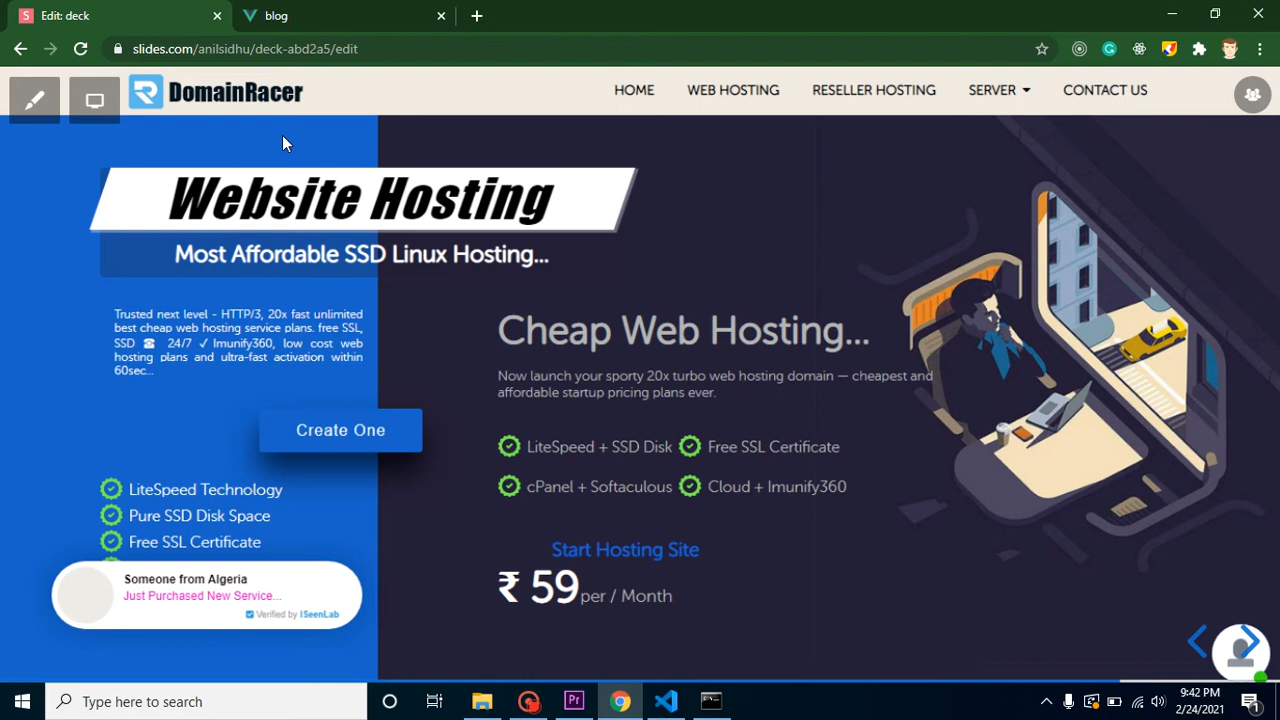 Edit: deck
blog
slides.com/anilsidhu/deck-abd2a5/edit
DomainRacer
HOME
WEB HOSTING
RESELLER HOSTING
SERVER
CONTACT US
Website Hosting
Most Affordable SSD Linux Hosting...
Trusted next level - HTTP/3, 20x fast unlimited
best cheap web hosting service plans. free SSL,
SSD ☎ 24/7 ✓ Imunify360, low cost web
hosting plans and ultra-fast activation within
60sec...
Create One
LiteSpeed Technology
Pure SSD Disk Space
Free SSL Certificate
Someone from Algeria
Just Purchased New Service...
Verified by ISeenLab
Cheap Web Hosting...
Now launch your sporty 20x turbo web hosting domain — cheapest and
affordable startup pricing plans ever.
LiteSpeed + SSD Disk
Free SSL Certificate
cPanel + Softaculous
Cloud + Imunify360
Start Hosting Site
₹ 59 per / Month
Type here to search
9:42 PM
2/24/2021